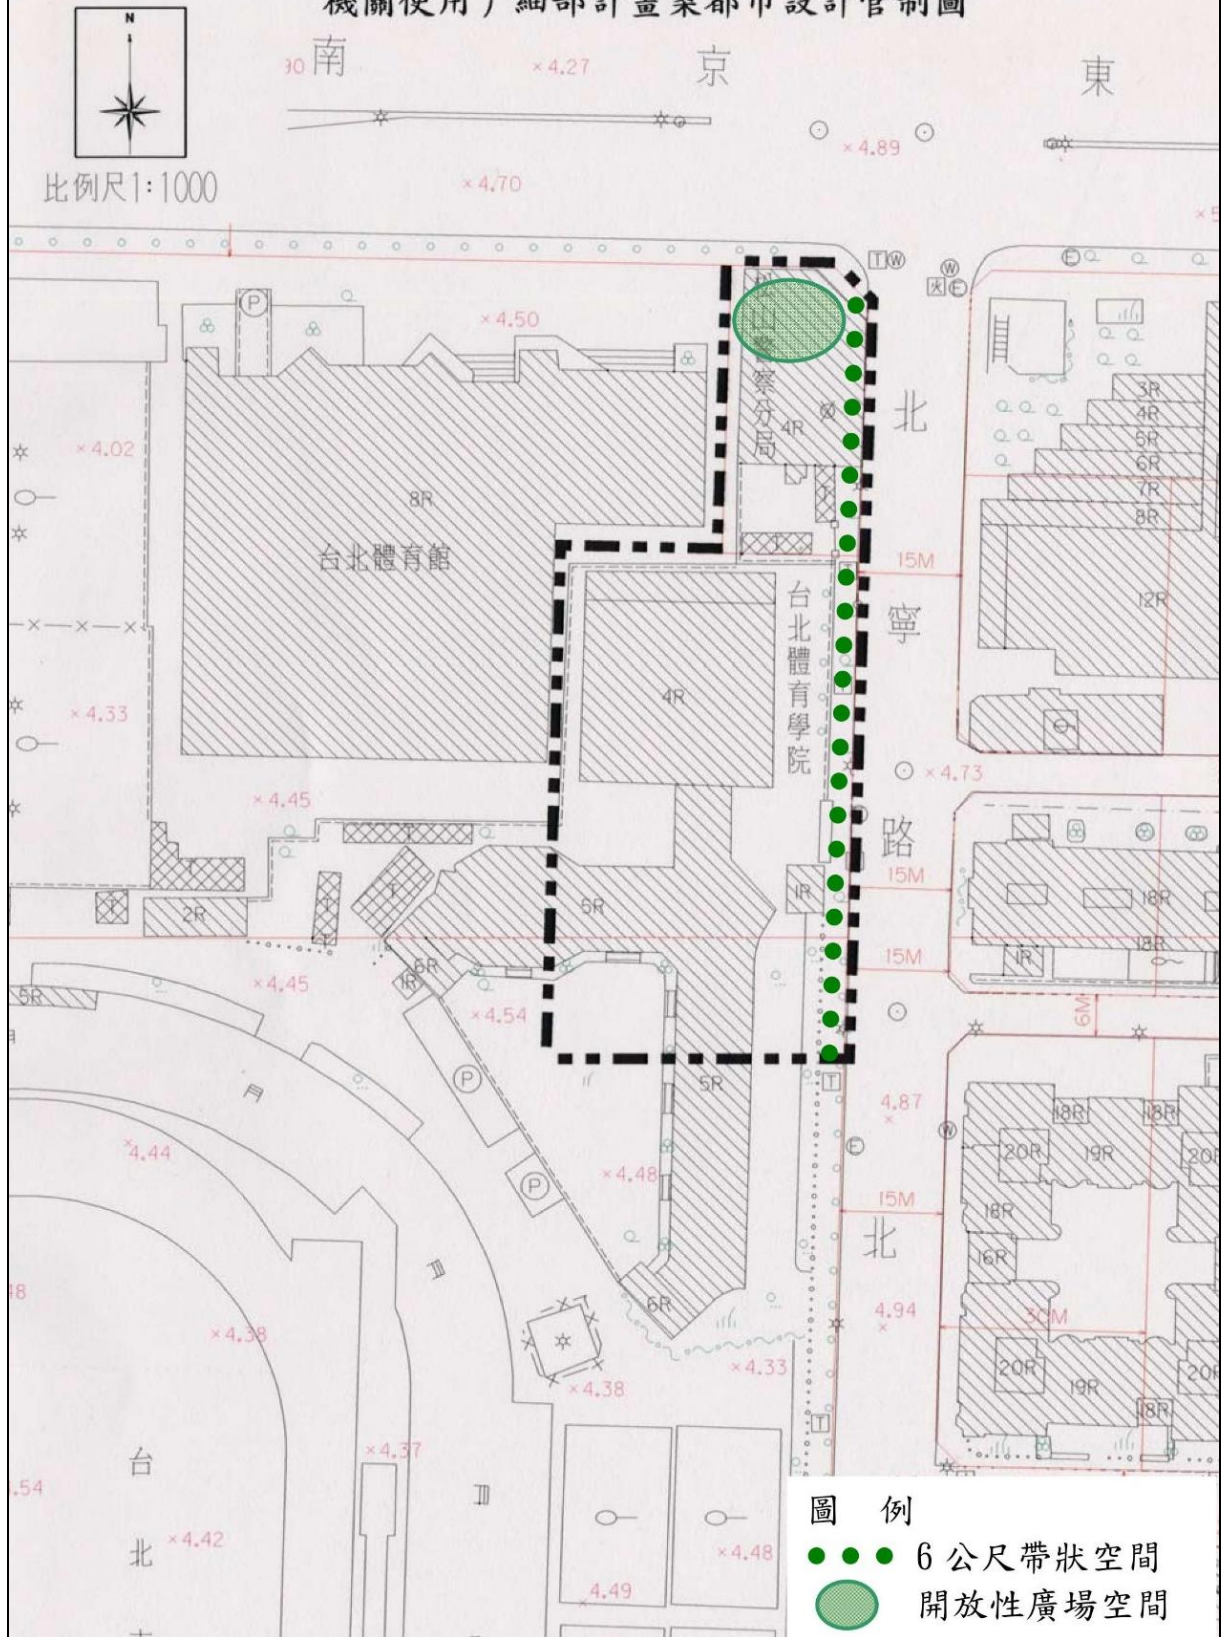 機關使用）細部計畫案都市設計管制圖
N
比例尺1:1000
南 京 東
90
×4.27
×4.89
×4.70
T W
W
火 E
E
P
×4.50
山警察分局
4R
北
3R
4R
5R
6R
7R
8R
×4.02
8R
台北體育館
T
15M
12R
寧
台北體育學院
4R
×4.33
×4.73
×4.45
T
路
15M
18R
1R
5R
T
T
T
2R
T
18R
1R
15M
6R
1R
×4.45
×4.54
5R
6M
P
T
5R
4.87
×
18R
18R
W
20R
19R
E
×4.44
×4.48
P
15M
18R
北
16R
6R
4.94
×
30M
×4.38
×4.33
20R
19R
×4.38
18R
T
台
×4.37
.54
北
×4.42
×4.48
4.49
圖 例
6公尺帶狀空間
開放性廣場空間